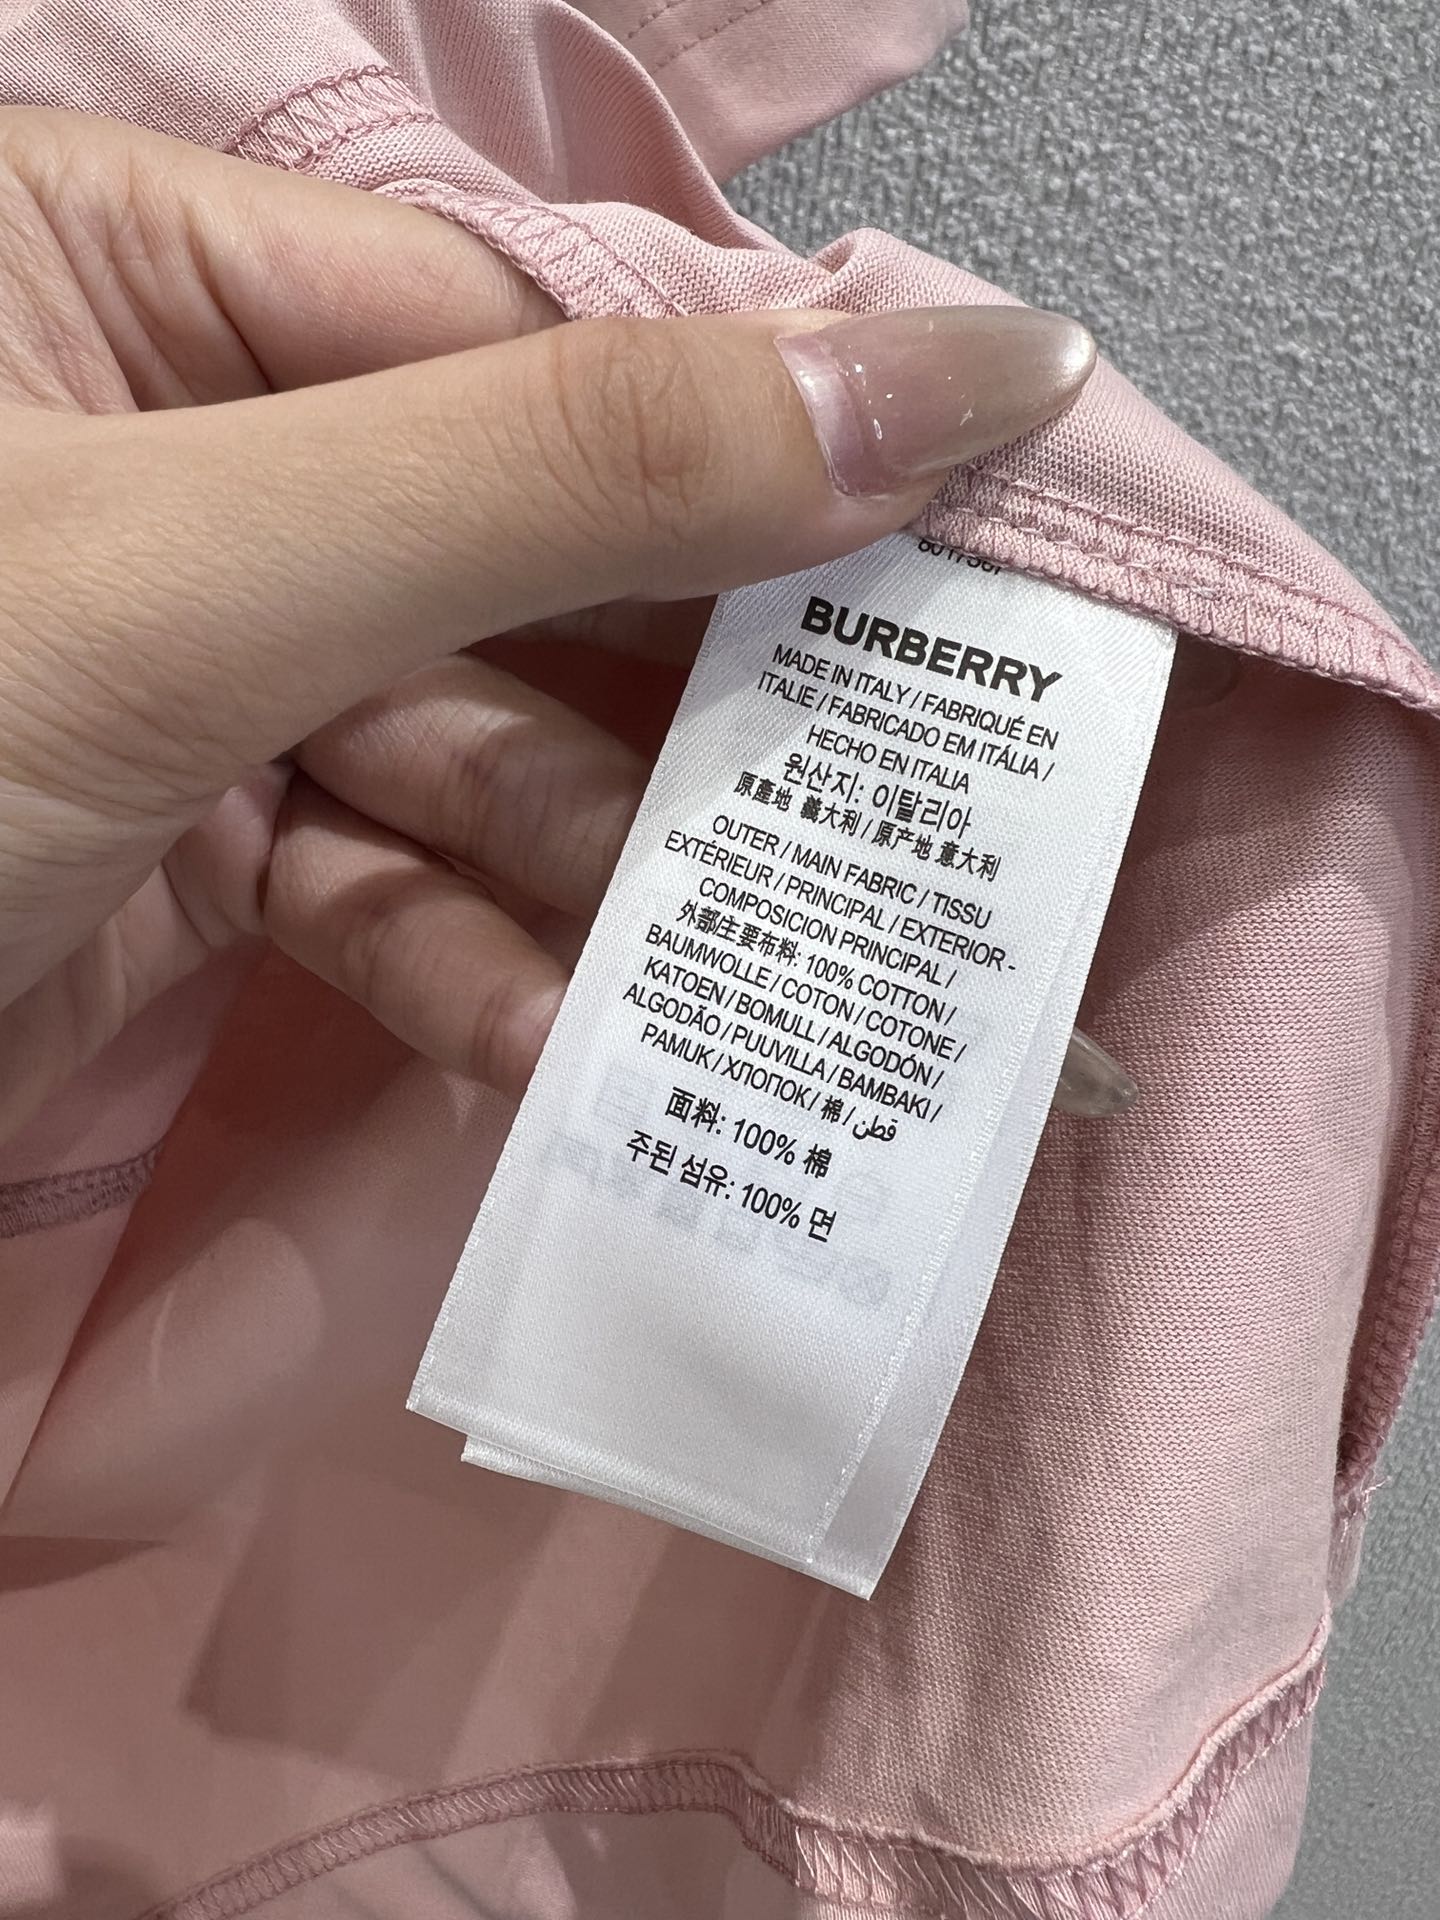 BURBERRY
MADE IN ITALY / FABRIQUÉ EN
ITALIE / FABRICADO EM ITÁLIA /
HECHO EN ITALIA
원산지: 이탈리아
原產地 義大利 / 原产地 意大利
OUTER / MAIN FABRIC / TISSU
EXTÉRIEUR / PRINCIPAL / EXTERIOR -
COMPOSICION PRINCIPAL /
外部/主要布料: 100% COTTON /
BAUMWOLLE / COTON / COTONE /
KATOEN / BOMULL / ALGODÓN /
ALGODÃO / PUUVILLA / BAMBAKI /
PAMUK / ХЛОПОК / 棉 / قطن
面料: 100% 棉
주된 섬유: 100% 면